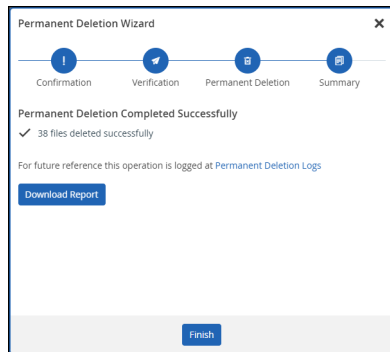 Permanent Deletion Wizard
Confirmation Verification Permanent Deletion Summary
Permanent Deletion Completed Successfully
38 files deleted successfully
For future reference this operation is logged at Permanent Deletion Logs
Download Report
Finish